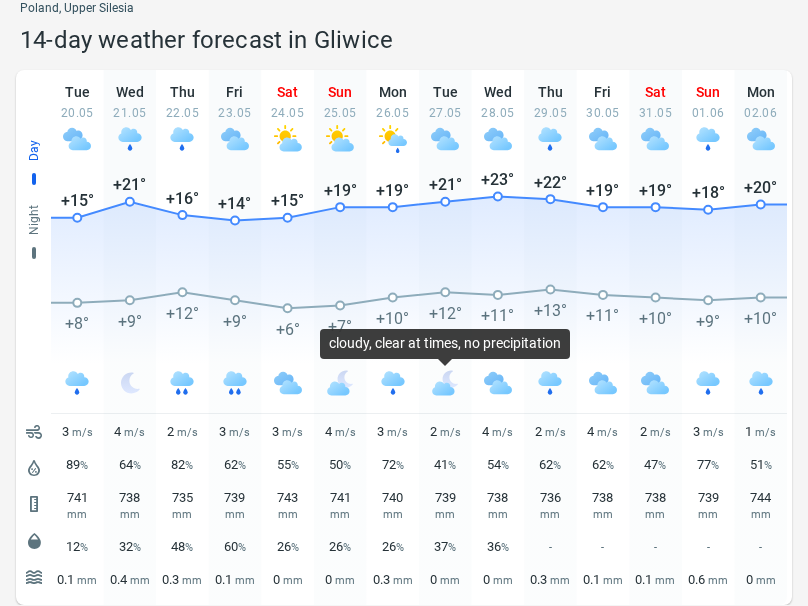 Poland, Upper Silesia
14-day weather forecast in Gliwice
Tue Wed Thu Fri Sat Sun Mon Tue Wed Thu Fri Sat Sun Mon
20.05 21.05 22.05 23.05 24.05 25.05 26.05 27.05 28.05 29.05 30.05 31.05 01.06 02.06
Day
+15° +21° +16° +14° +15° +19° +19° +21° +23° +22° +19° +19° +18° +20°
Night
+8° +9° +12° +9° +6° +7° +10° +12° +11° +13° +11° +10° +9° +10°
cloudy, clear at times, no precipitation
3 m/s 4 m/s 2 m/s 3 m/s 3 m/s 4 m/s 3 m/s 2 m/s 4 m/s 2 m/s 4 m/s 2 m/s 3 m/s 1 m/s
89% 64% 82% 62% 55% 50% 72% 41% 54% 62% 62% 47% 77% 51%
741 738 735 739 743 741 740 739 738 736 738 738 739 744
mm mm mm mm mm mm mm mm mm mm mm mm mm mm
12% 32% 48% 60% 26% 26% 26% 37% 36% - - - - -
0.1 mm 0.4 mm 0.3 mm 0.1 mm 0 mm 0 mm 0.3 mm 0 mm 0 mm 0.3 mm 0.1 mm 0.1 mm 0.6 mm 0 mm